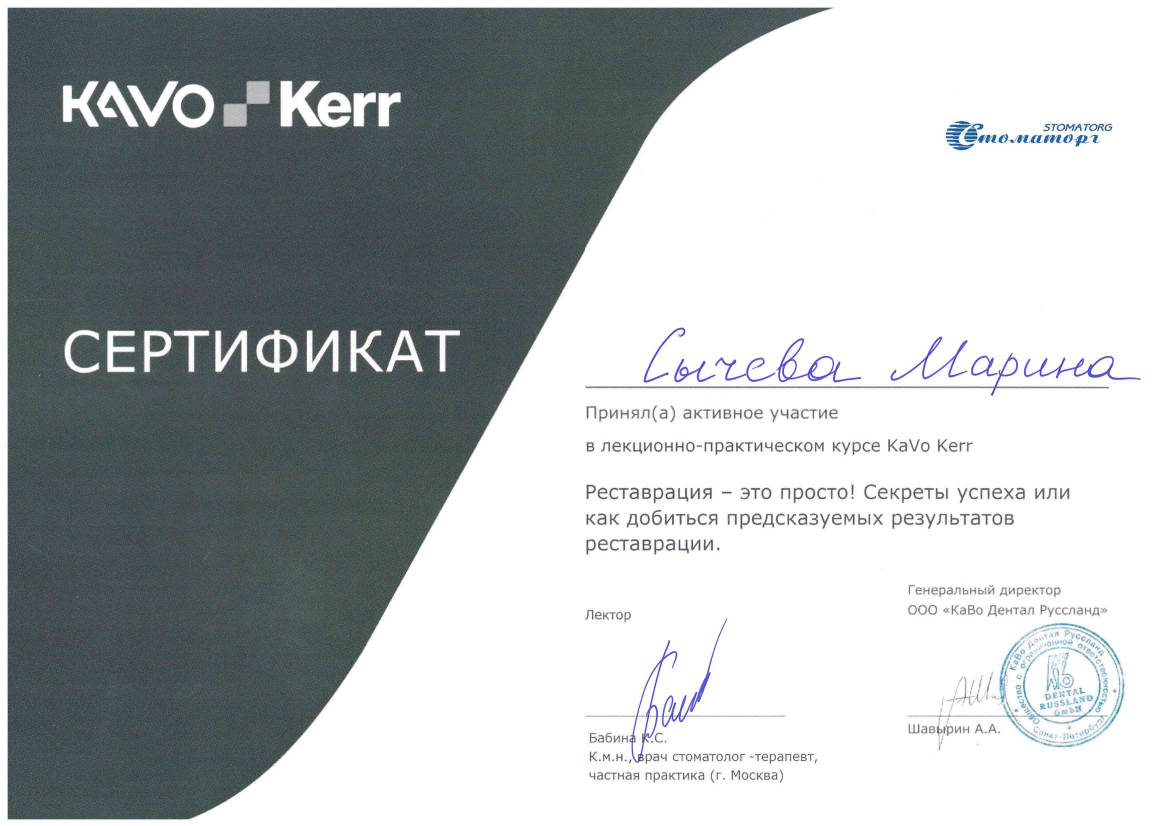 KAVO Kerr
STOMATORG
Стоматорг
СЕРТИФИКАТ
Сычева Марина
Принял(а) активное участие
в лекционно-практическом курсе KaVo Kerr
Реставрация – это просто! Секреты успеха или
как добиться предсказуемых результатов
реставрации.
Лектор
Бабина К.С.
К.м.н., врач стоматолог -терапевт,
частная практика (г. Москва)
Генеральный директор
ООО «КаВо Дентал Руссланд»
Шавырин А.А.
КаВо Дентал Руссланд
Общество с ограниченной ответственностью
Санкт-Петербург
DENTAL
RUSSLAND
GmbH